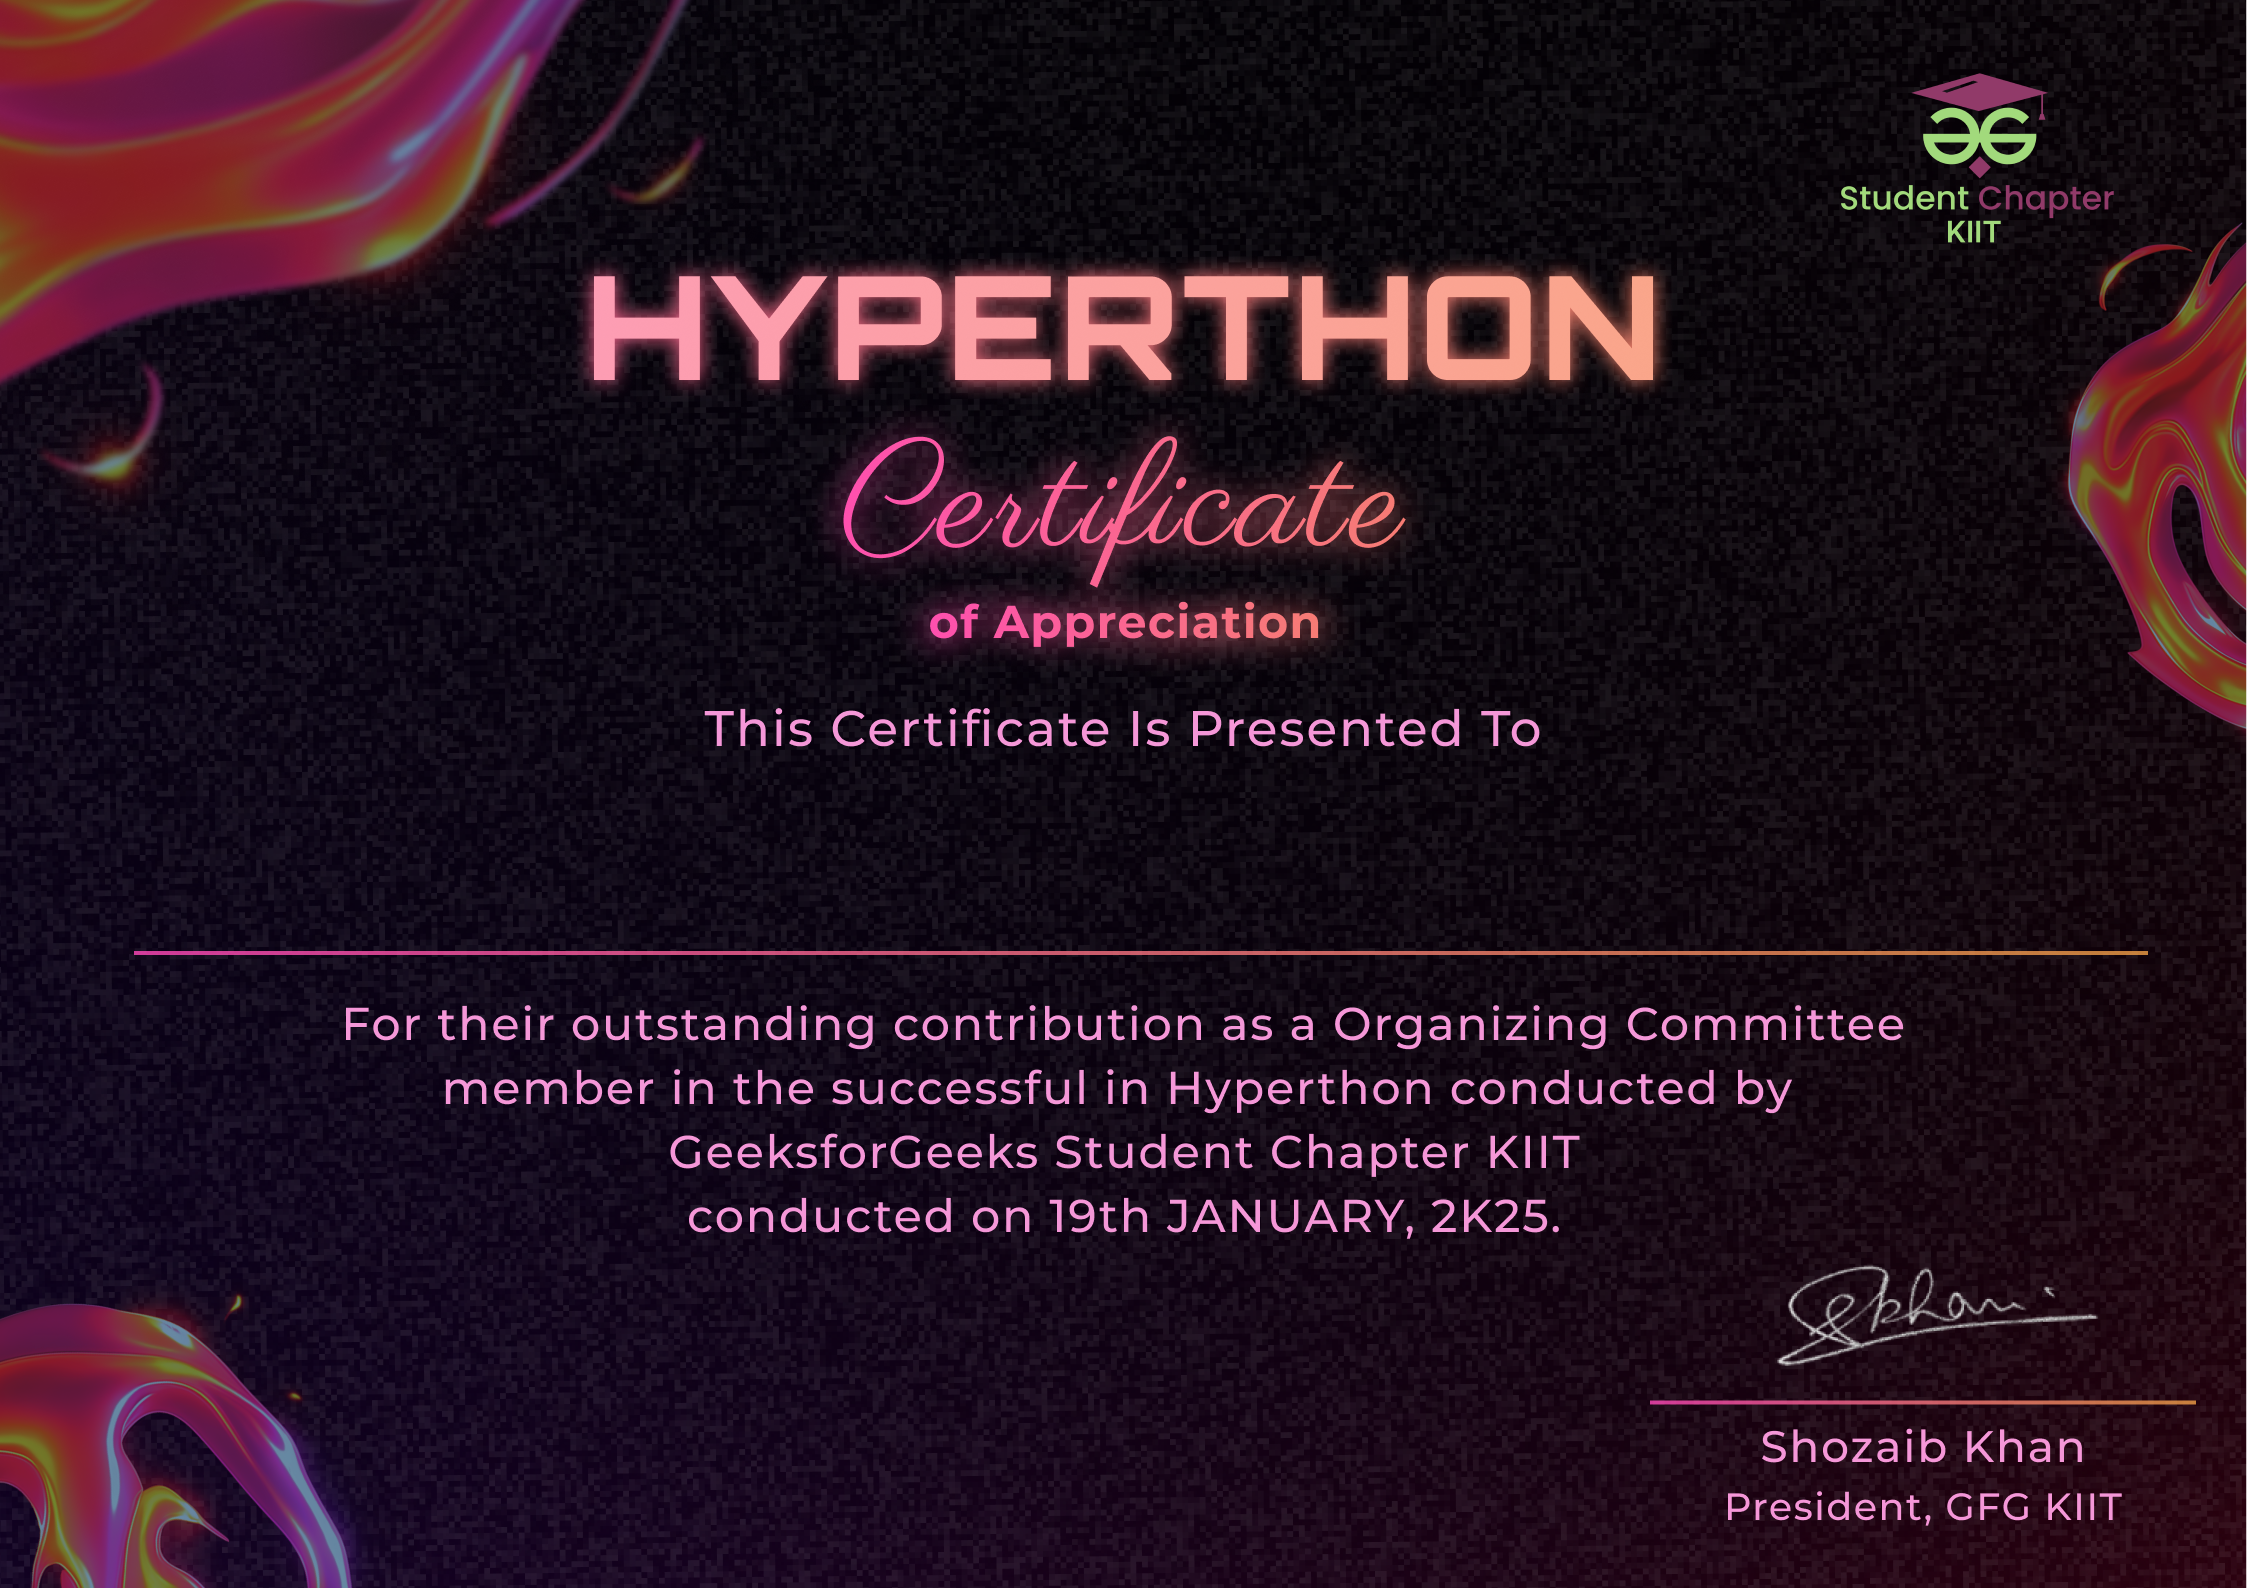 Student Chapter
KIIT
HYPERTHON
Certificate
of Appreciation
This Certificate Is Presented To
For their outstanding contribution as a Organizing Committee
member in the successful in Hyperthon conducted by
GeeksforGeeks Student Chapter KIIT
conducted on 19th JANUARY, 2K25.
Shozaib Khan
President, GFG KIIT